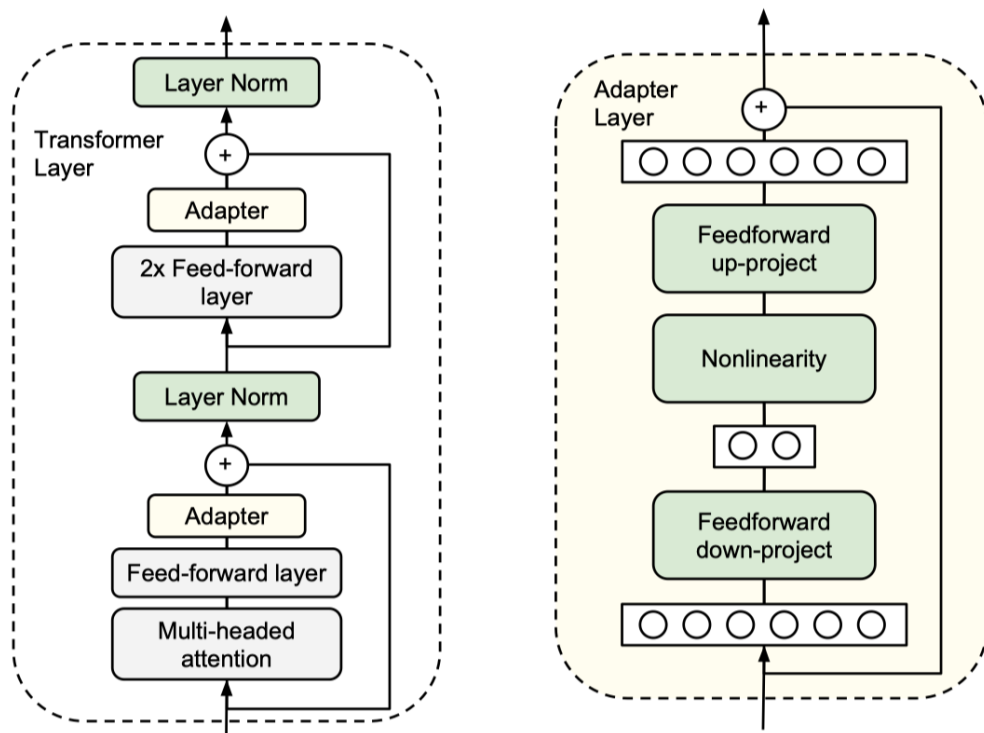 Layer Norm
Transformer
Layer
+
Adapter
2x Feed-forward
layer
Layer Norm
+
Adapter
Feed-forward layer
Multi-headed
attention
Adapter
Layer
+
Feedforward
up-project
Nonlinearity
Feedforward
down-project